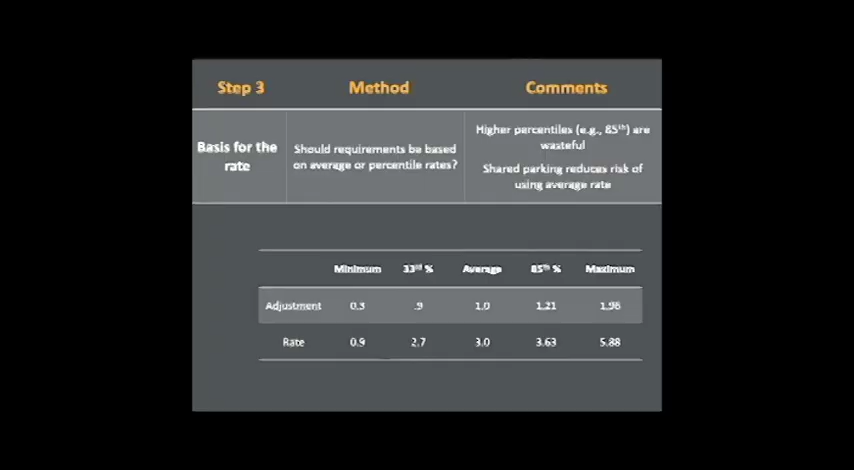 Step 3 Method Comments
Basis for the
rate
Should requirements be based
on average or percentile rates?
Higher percentiles (e.g., 85th) are
wasteful
Shared parking reduces risk of
using average rate
Minimum 33rd % Average 85th % Maximum
Adjustment 0.3 .9 1.0 1.21 1.96
Rate 0.9 2.7 3.0 3.63 5.88